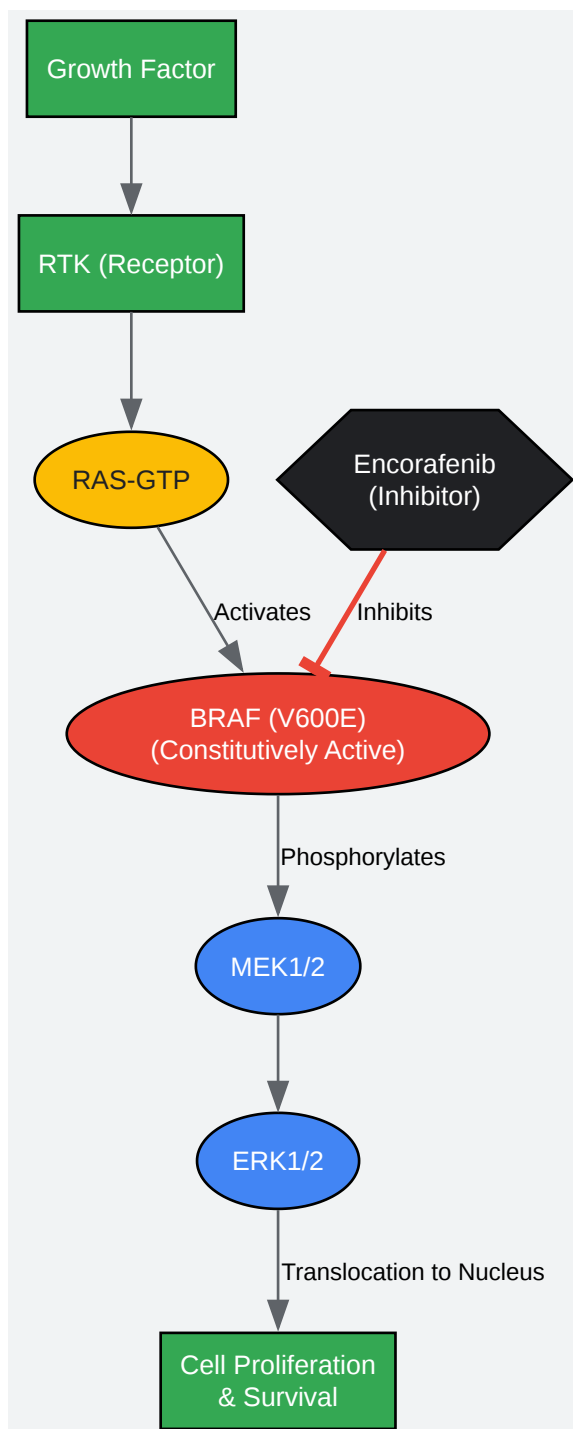 Growth Factor
RTK (Receptor)
RAS-GTP
Encorafenib
(Inhibitor)
Activates
Inhibits
BRAF (V600E)
(Constitutively Active)
Phosphorylates
MEK1/2
ERK1/2
Translocation to Nucleus
Cell Proliferation
& Survival